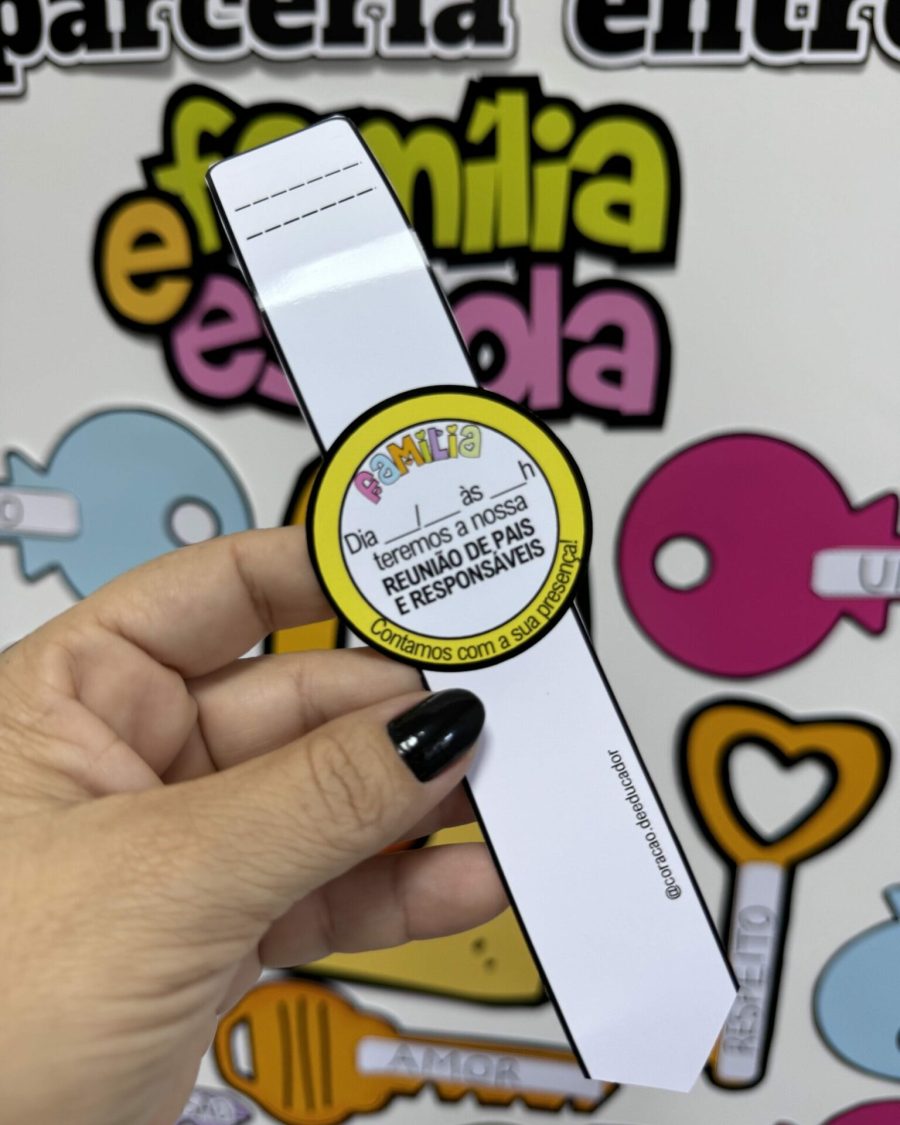 parceria entre
família
e
escola
FAMÍLIA
Dia ___/___ às ___h
teremos a nossa
REUNIÃO DE PAIS
E RESPONSÁVEIS
Contamos com a sua presença!
@coracao.deeducador
RESPEITO
AMOR